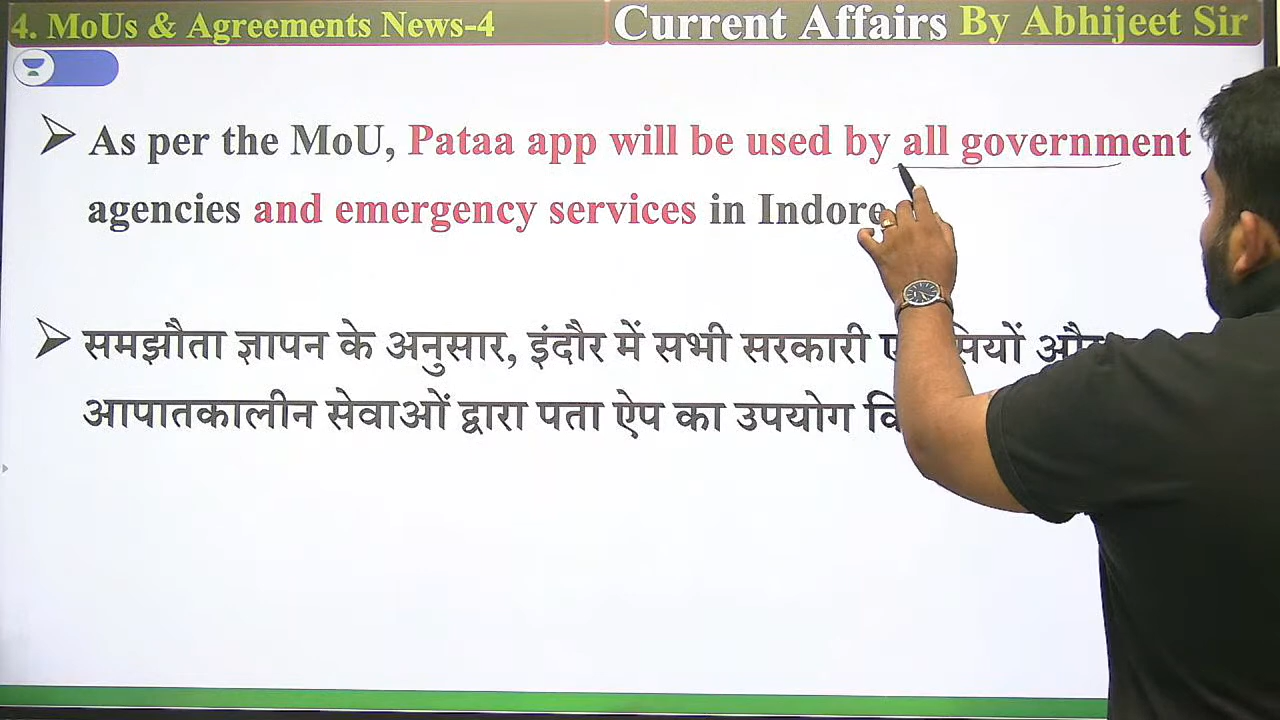 4. MoUs & Agreements News-4
Current Affairs By Abhijeet Sir
As per the MoU, Pataa app will be used by all government
agencies and emergency services in Indore
समझौता ज्ञापन के अनुसार, इंदौर में सभी सरकारी
आपातकालीन सेवाओं द्वारा पता ऐप का उपयोग